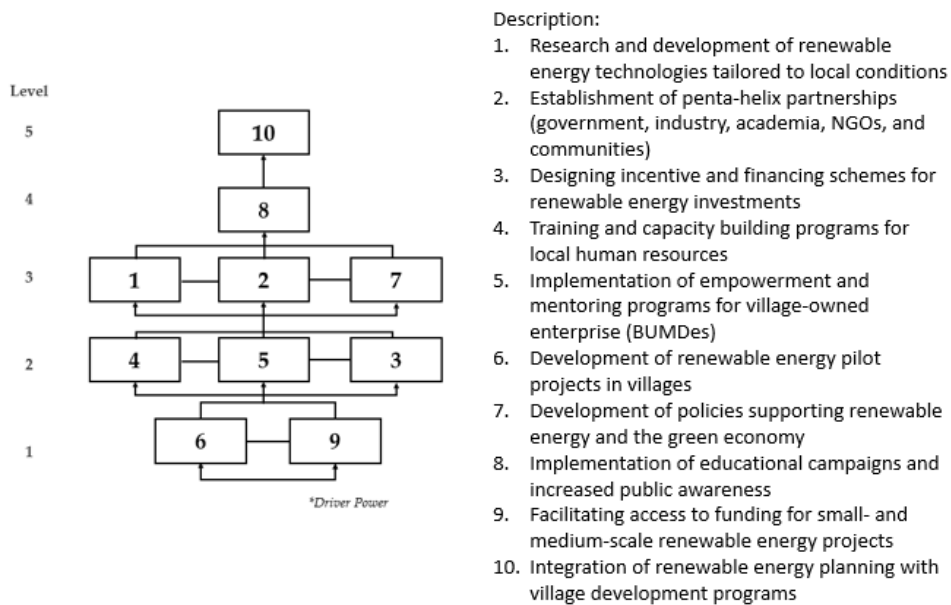 Level
5
10
4
8
3
1 2 7
2
4 5 3
1
6 9
*Driver Power
Description:
1. Research and development of renewable
energy technologies tailored to local conditions
2. Establishment of penta-helix partnerships
(government, industry, academia, NGOs, and
communities)
3. Designing incentive and financing schemes for
renewable energy investments
4. Training and capacity building programs for
local human resources
5. Implementation of empowerment and
mentoring programs for village-owned
enterprise (BUMDes)
6. Development of renewable energy pilot
projects in villages
7. Development of policies supporting renewable
energy and the green economy
8. Implementation of educational campaigns and
increased public awareness
9. Facilitating access to funding for small- and
medium-scale renewable energy projects
10. Integration of renewable energy planning with
village development programs